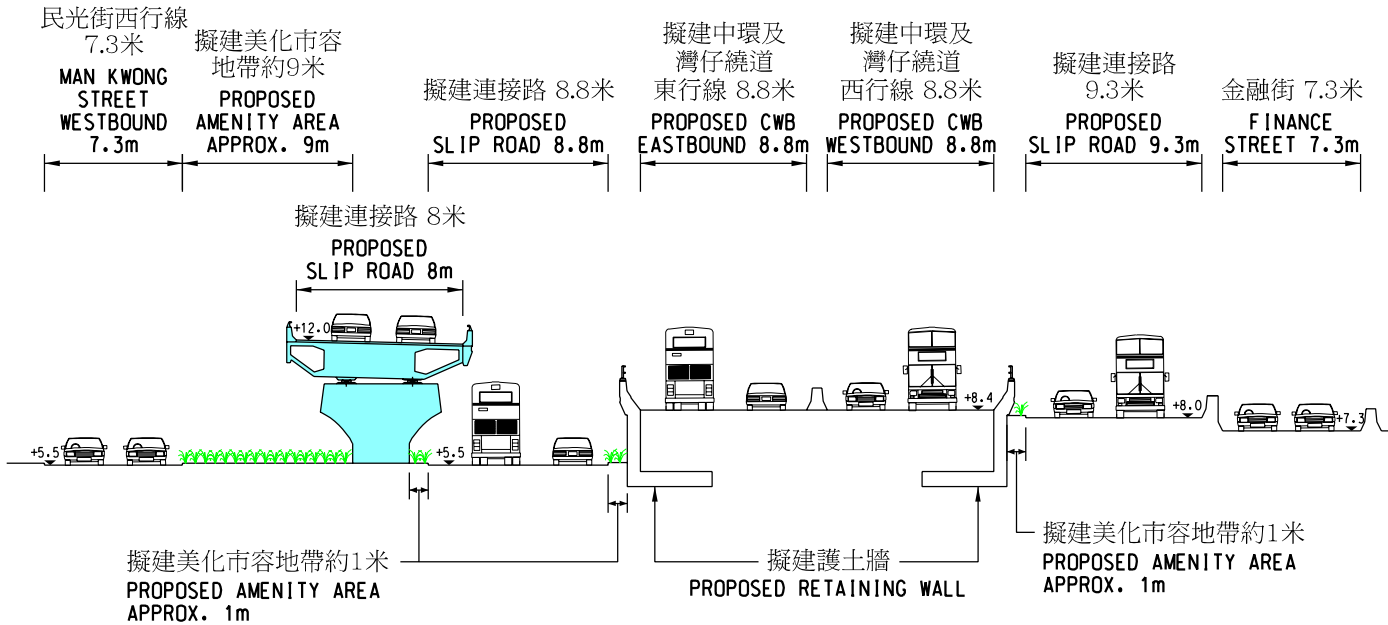 民光街西行線
7.3米
MAN KWONG
STREET
WESTBOUND
7.3m
擬建美化市容
地帶約9米
PROPOSED
AMENITY AREA
APPROX. 9m
擬建連接路 8.8米
PROPOSED
SLIP ROAD 8.8m
擬建中環及
灣仔繞道
東行線 8.8米
PROPOSED CWB
EASTBOUND 8.8m
擬建中環及
灣仔繞道
西行線 8.8米
PROPOSED CWB
WESTBOUND 8.8m
擬建連接路
9.3米
PROPOSED
SLIP ROAD 9.3m
金融街 7.3米
FINANCE
STREET 7.3m
擬建連接路 8米
PROPOSED
SLIP ROAD 8m
+12.0
+5.5
+5.5
+8.4
+8.0
+7.3
擬建美化市容地帶約1米
PROPOSED AMENITY AREA
APPROX. 1m
擬建護土牆
PROPOSED RETAINING WALL
擬建美化市容地帶約1米
PROPOSED AMENITY AREA
APPROX. 1m